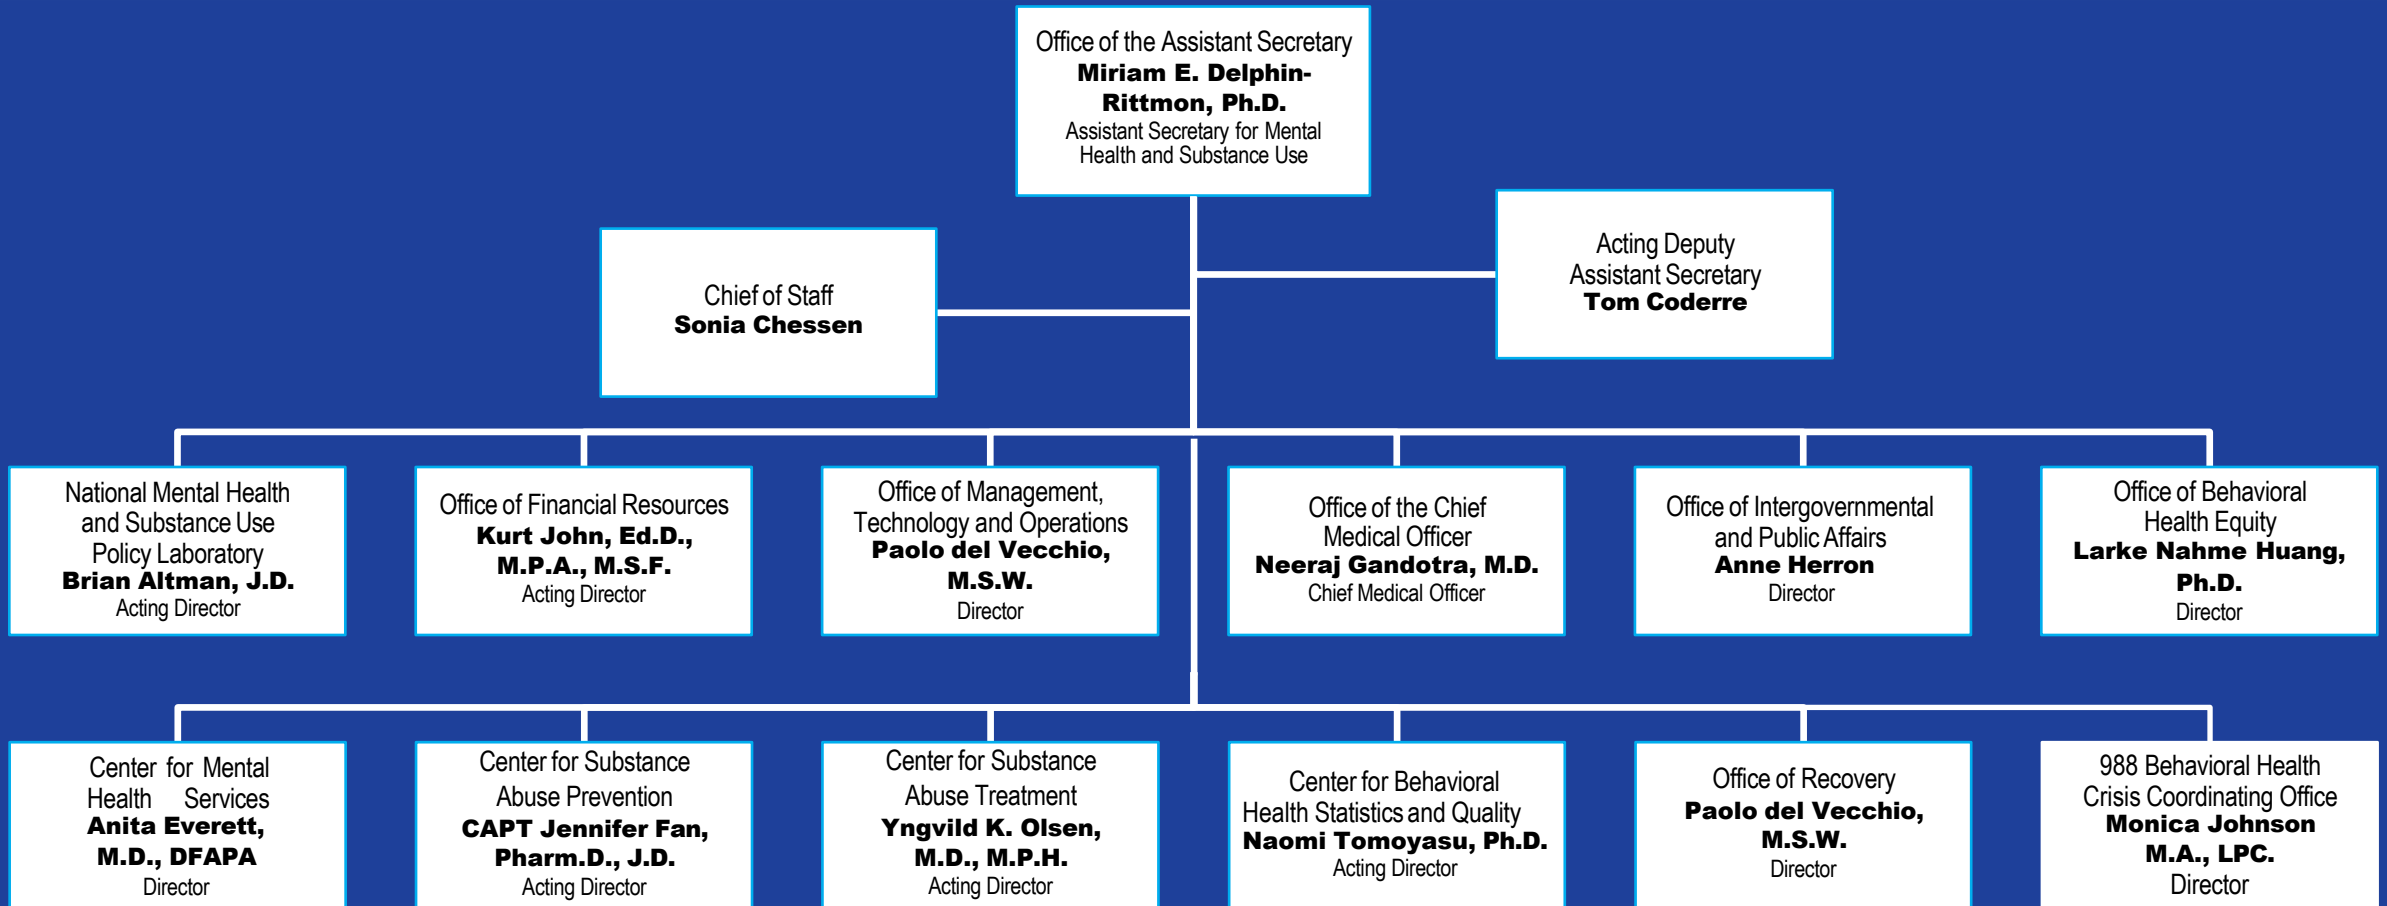 Office of the Assistant Secretary
Miriam E. Delphin-
Rittmon, Ph.D.
Assistant Secretary for Mental
Health and Substance Use
Acting Deputy
Assistant Secretary
Tom Coderre
Chief of Staff
Sonia Chessen
National Mental Health
and Substance Use
Policy Laboratory
Brian Altman, J.D.
Acting Director
Office of Financial Resources
Kurt John, Ed.D.,
M.P.A., M.S.F.
Acting Director
Office of Management,
Technology and Operations
Paolo del Vecchio,
M.S.W.
Director
Office of the Chief
Medical Officer
Neeraj Gandotra, M.D.
Chief Medical Officer
Office of Intergovernmental
and Public Affairs
Anne Herron
Director
Office of Behavioral
Health Equity
Larke Nahme Huang,
Ph.D.
Director
Center for Mental
Health Services
Anita Everett,
M.D., DFAPA
Director
Center for Substance
Abuse Prevention
CAPT Jennifer Fan,
Pharm.D., J.D.
Acting Director
Center for Substance
Abuse Treatment
Yngvild K. Olsen,
M.D., M.P.H.
Acting Director
Center for Behavioral
Health Statistics and Quality
Naomi Tomoyasu, Ph.D.
Acting Director
Office of Recovery
Paolo del Vecchio,
M.S.W.
Director
988 Behavioral Health
Crisis Coordinating Office
Monica Johnson
M.A., LPC.
Director